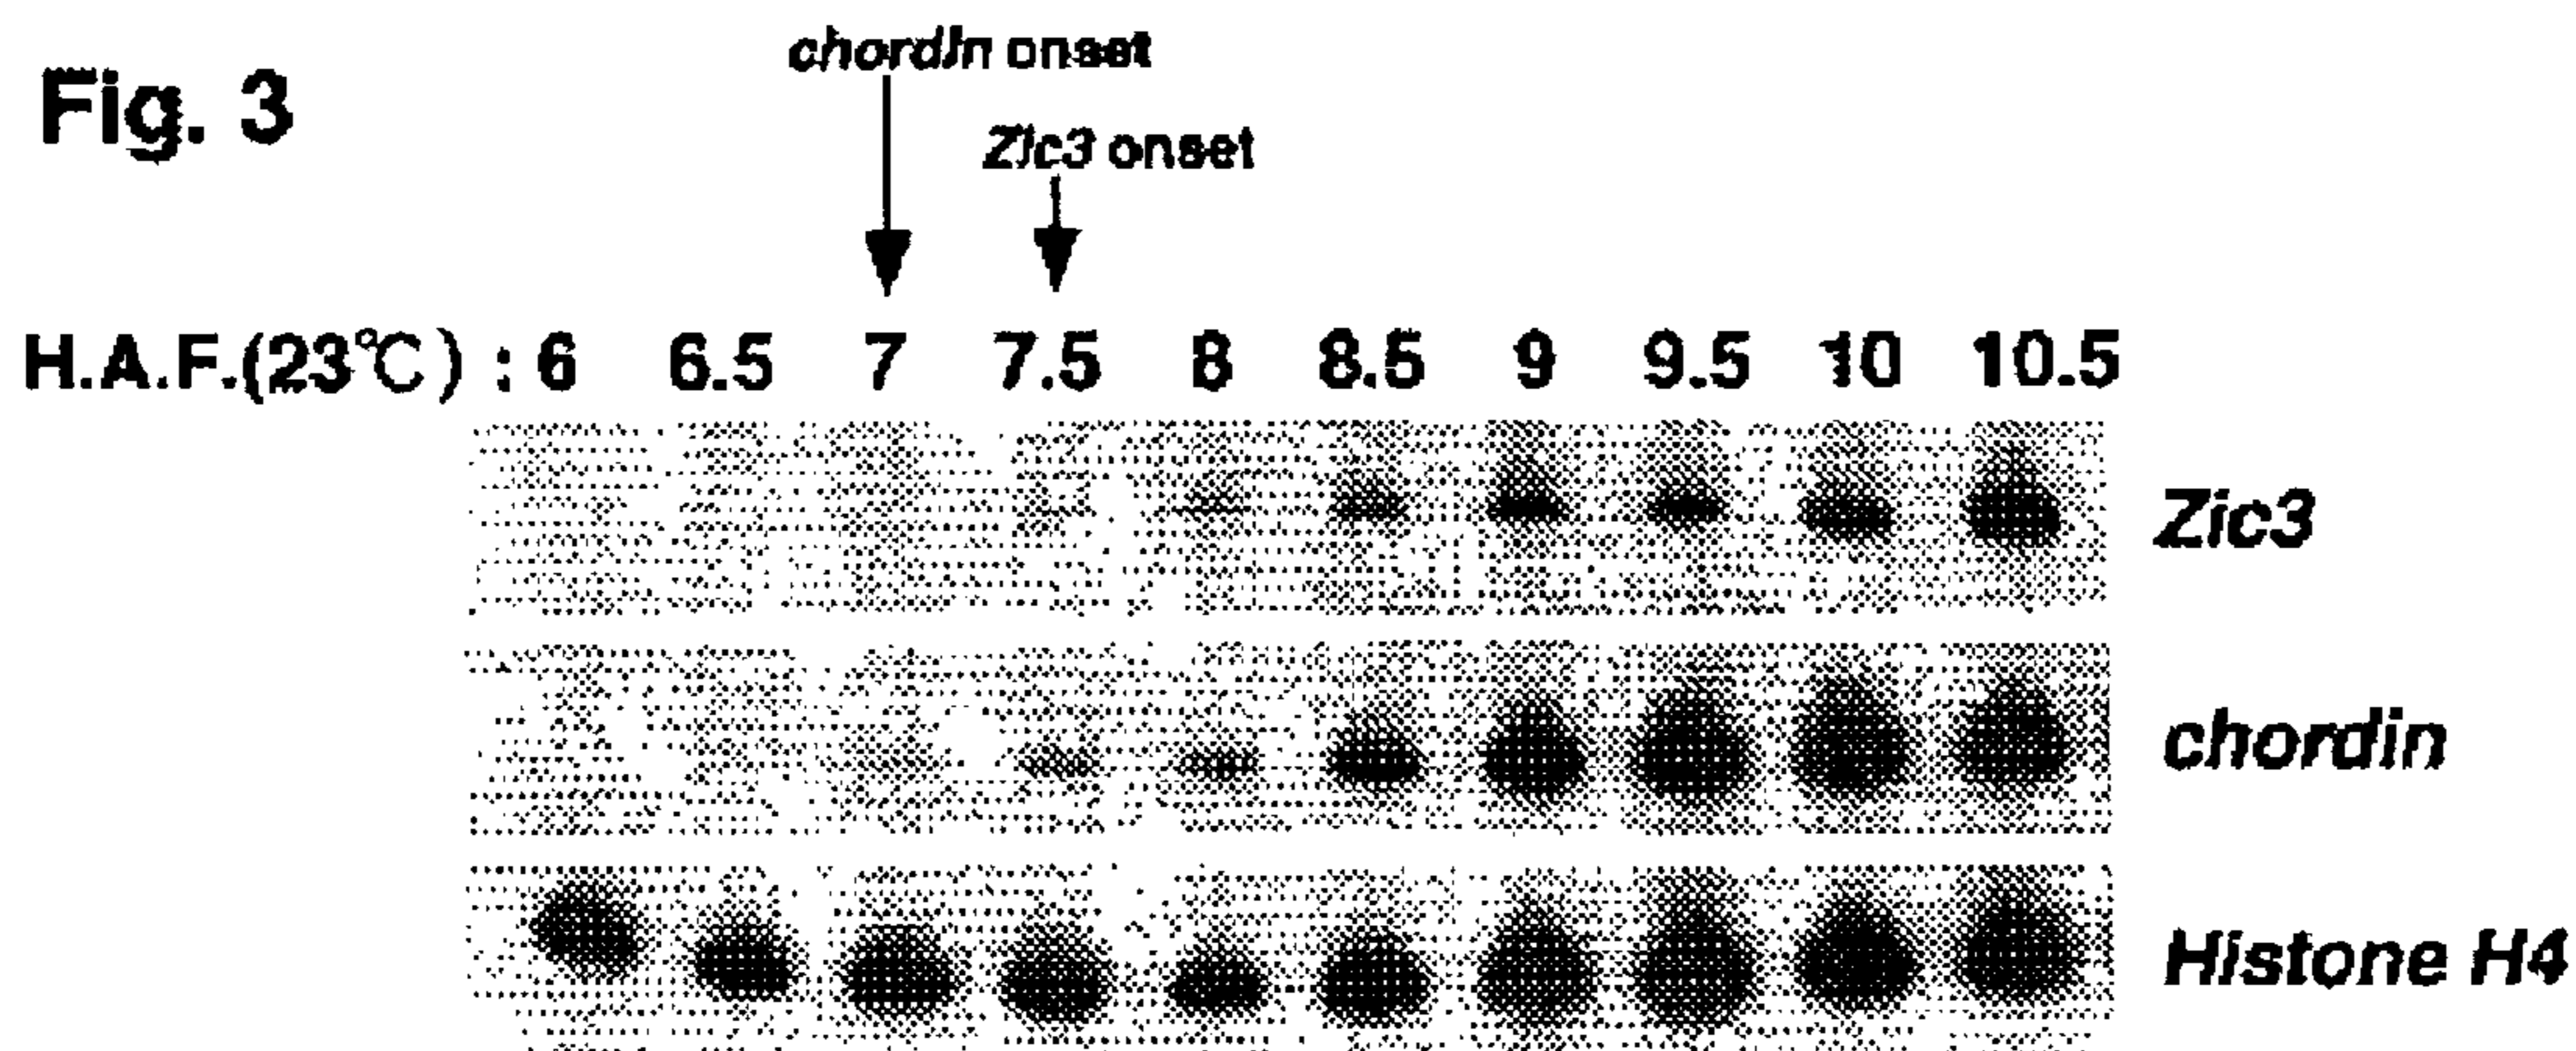 Fig. 3
chordin onset
Zic3 onset
H.A.F.(23℃) : 6 6.5 7 7.5 8 8.5 9 9.5 10 10.5
Zic3
chordin
Histone H4